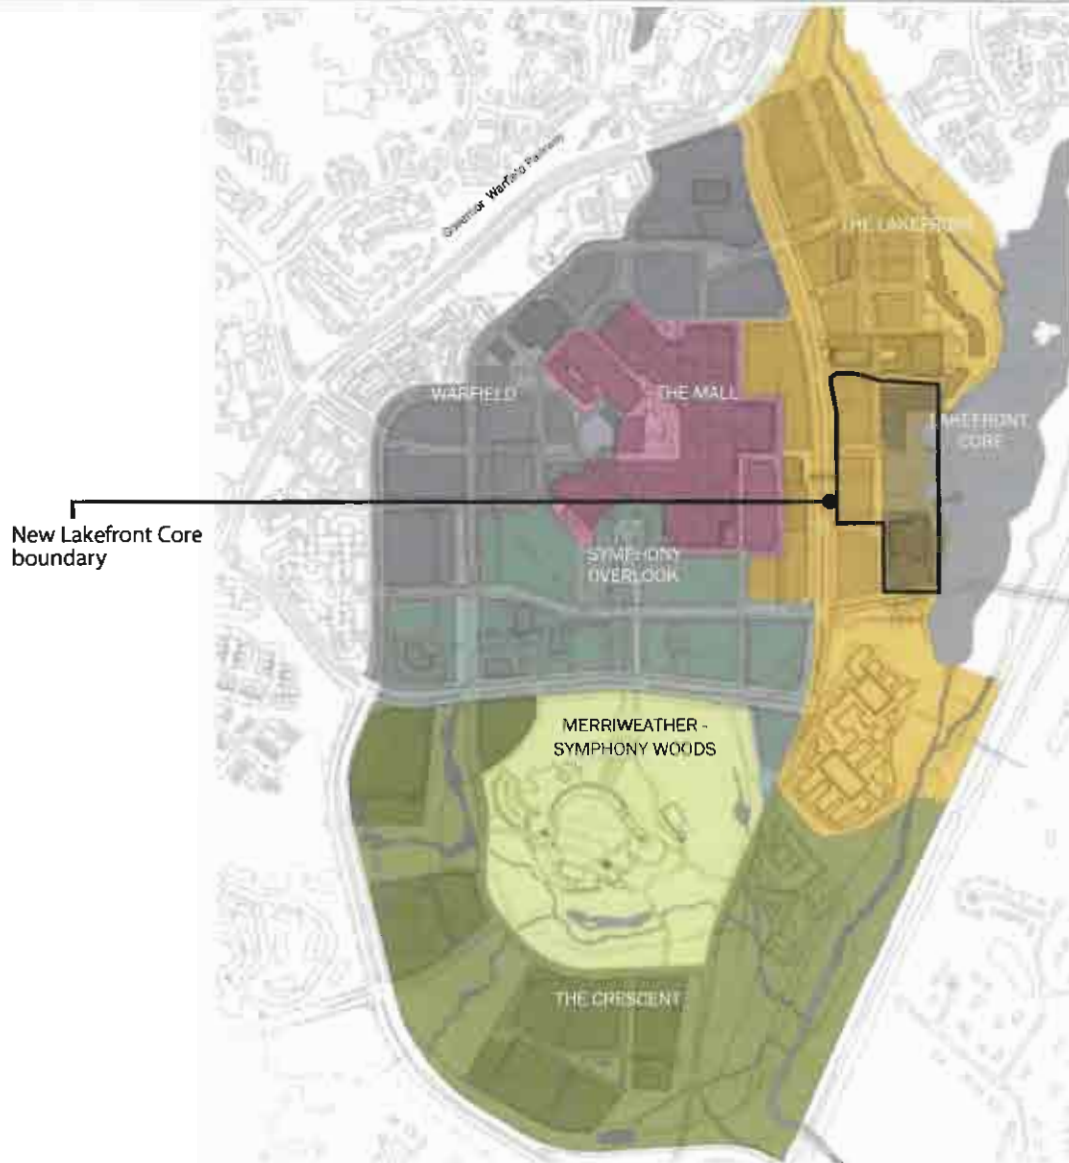 Governor Warfield Parkway
THE LAKEFRONT
WARFIELD
THE MALL
LAKEFRONT
CORE
New Lakefront Core
boundary
SYMPHONY
OVERLOOK
MERRIWEATHER -
SYMPHONY WOODS
THE CRESCENT